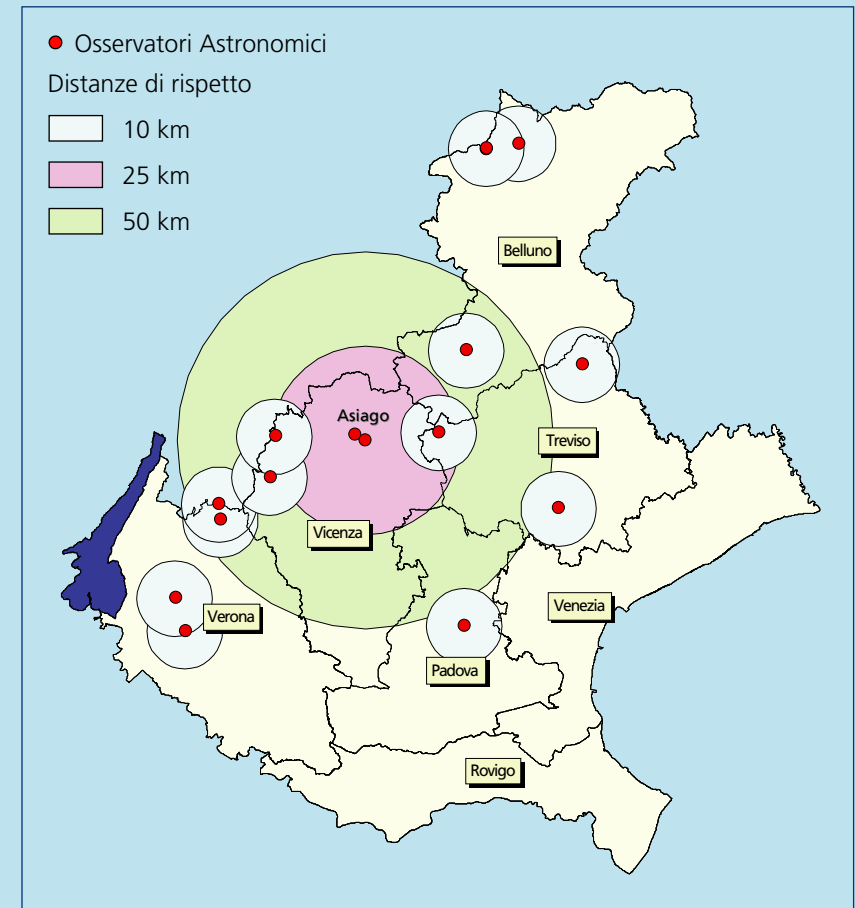 Osservatori Astronomici
Distanze di rispetto
10 km
25 km
50 km
Belluno
Asiago
Treviso
Vicenza
Venezia
Verona
Padova
Rovigo